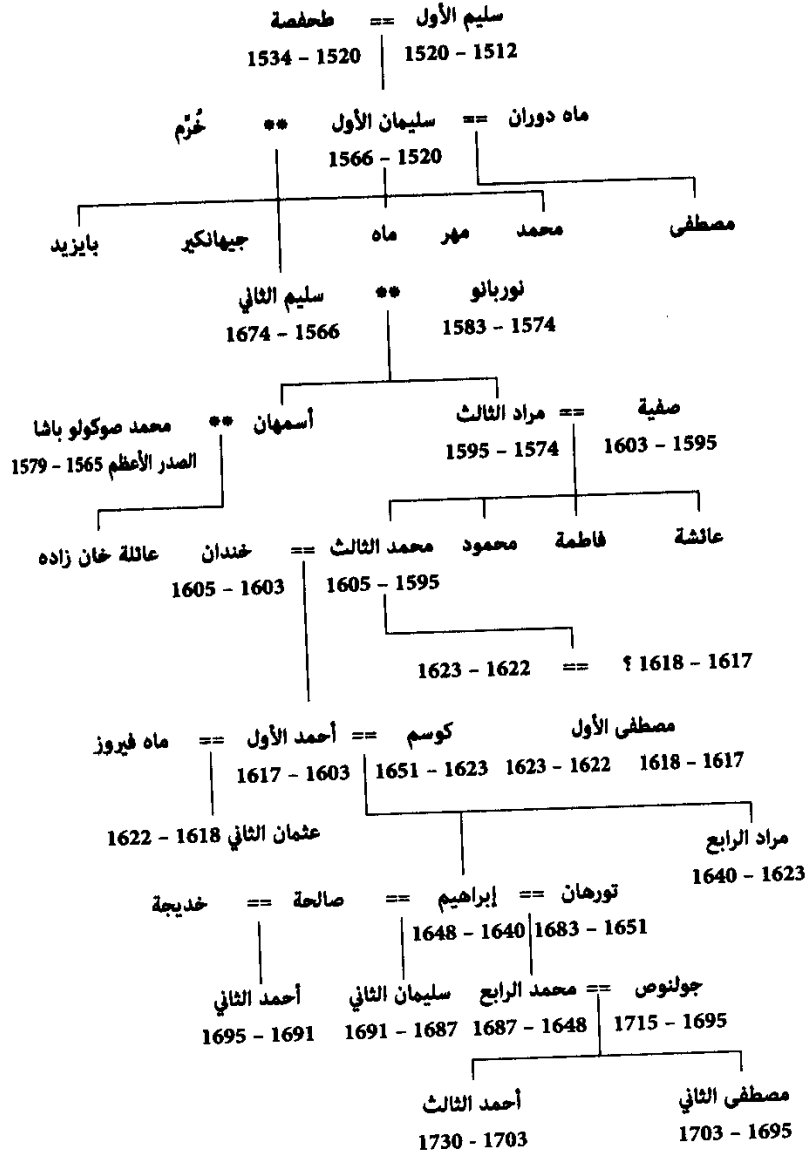 سليم الأول == طحفصة
1520 – 1512 1534 – 1520
ماه دوران == سليمان الأول ** خُرَّم
1566 – 1520
مصطفى محمد مهر ماه جيهانكير بايزيد
نوربانو ** سليم الثاني
1583 – 1574 1674 – 1566
صفية == مراد الثالث أسمهان ** محمد صوكولو باشا
1603 – 1595 1595 – 1574 الصدر الأعظم 1565 – 1579
عائشة فاطمة محمود محمد الثالث == خندان عائلة خان زاده
1605 – 1595 1605 – 1603
1618 – 1617 ؟ == 1623 – 1622
مصطفى الأول كوسم == أحمد الأول == ماه فيروز
1618 – 1617 1623 – 1622 1651 – 1623 1617 – 1603
مراد الرابع عثمان الثاني 1618 – 1622
1640 – 1623
تورهان == إبراهيم == صالحة == خديجة
1683 – 1651 1648 – 1640
جولنوص == محمد الرابع سليمان الثاني أحمد الثاني
1715 – 1695 1687 – 1648 1691 – 1687 1695 – 1691
مصطفى الثاني أحمد الثالث
1703 – 1695 1730 - 1703